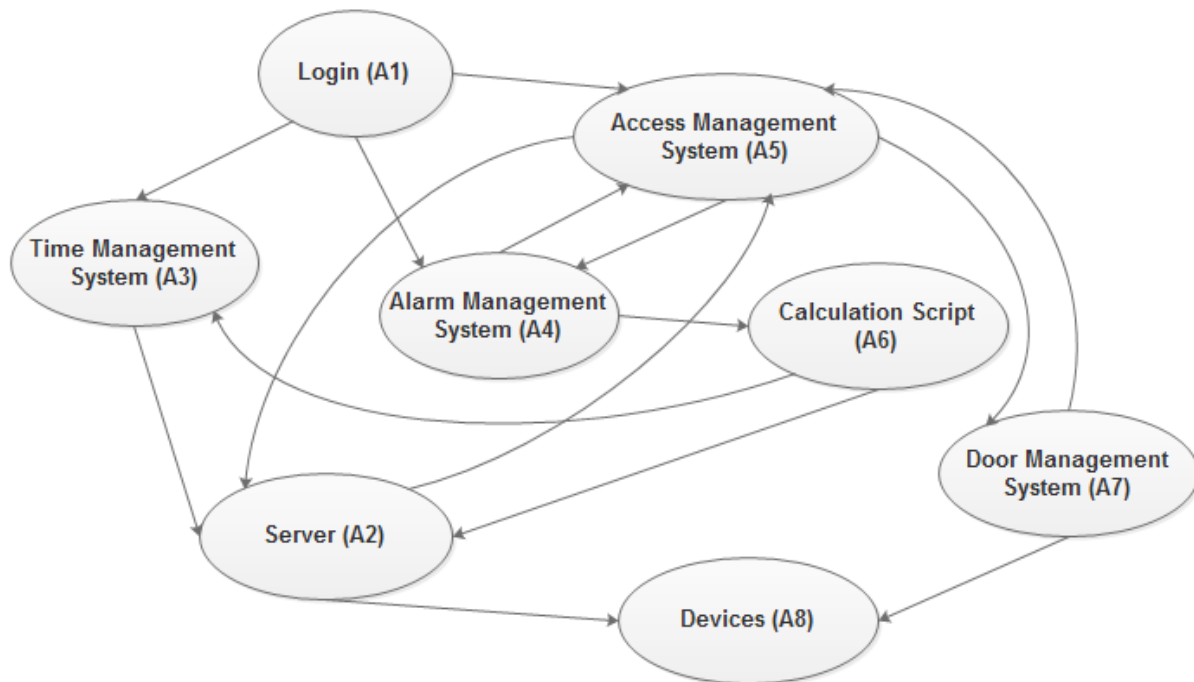 Login (A1)
Access Management
System (A5)
Time Management
System (A3)
Alarm Management
System (A4)
Calculation Script
(A6)
Door Management
System (A7)
Server (A2)
Devices (A8)